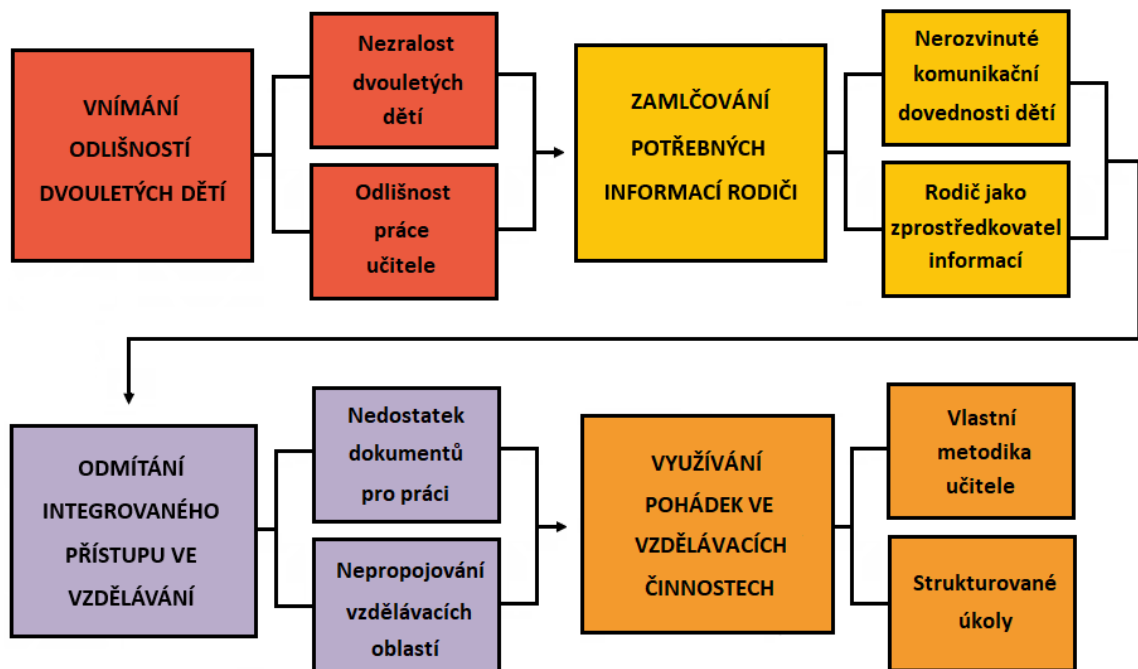 VNÍMÁNÍ
ODLIŠNOSTÍ
DVOULETÝCH DĚTÍ
Nezralost
dvouletých
dětí
Odlišnost
práce
učitele
ZAMLČOVÁNÍ
POTŘEBNÝCH
INFORMACÍ RODIČI
Nerozvinuté
komunikační
dovednosti dětí
Rodič jako
zprostředkovatel
informací
ODMÍTÁNÍ
INTEGROVANÉHO
PŘÍSTUPU VE
VZDĚLÁVÁNÍ
Nedostatek
dokumentů
pro práci
Nepropojování
vzdělávacích
oblastí
VYUŽÍVÁNÍ
POHÁDEK VE
VZDĚLÁVACÍCH
ČINNOSTECH
Vlastní
metodika
učitele
Strukturované
úkoly